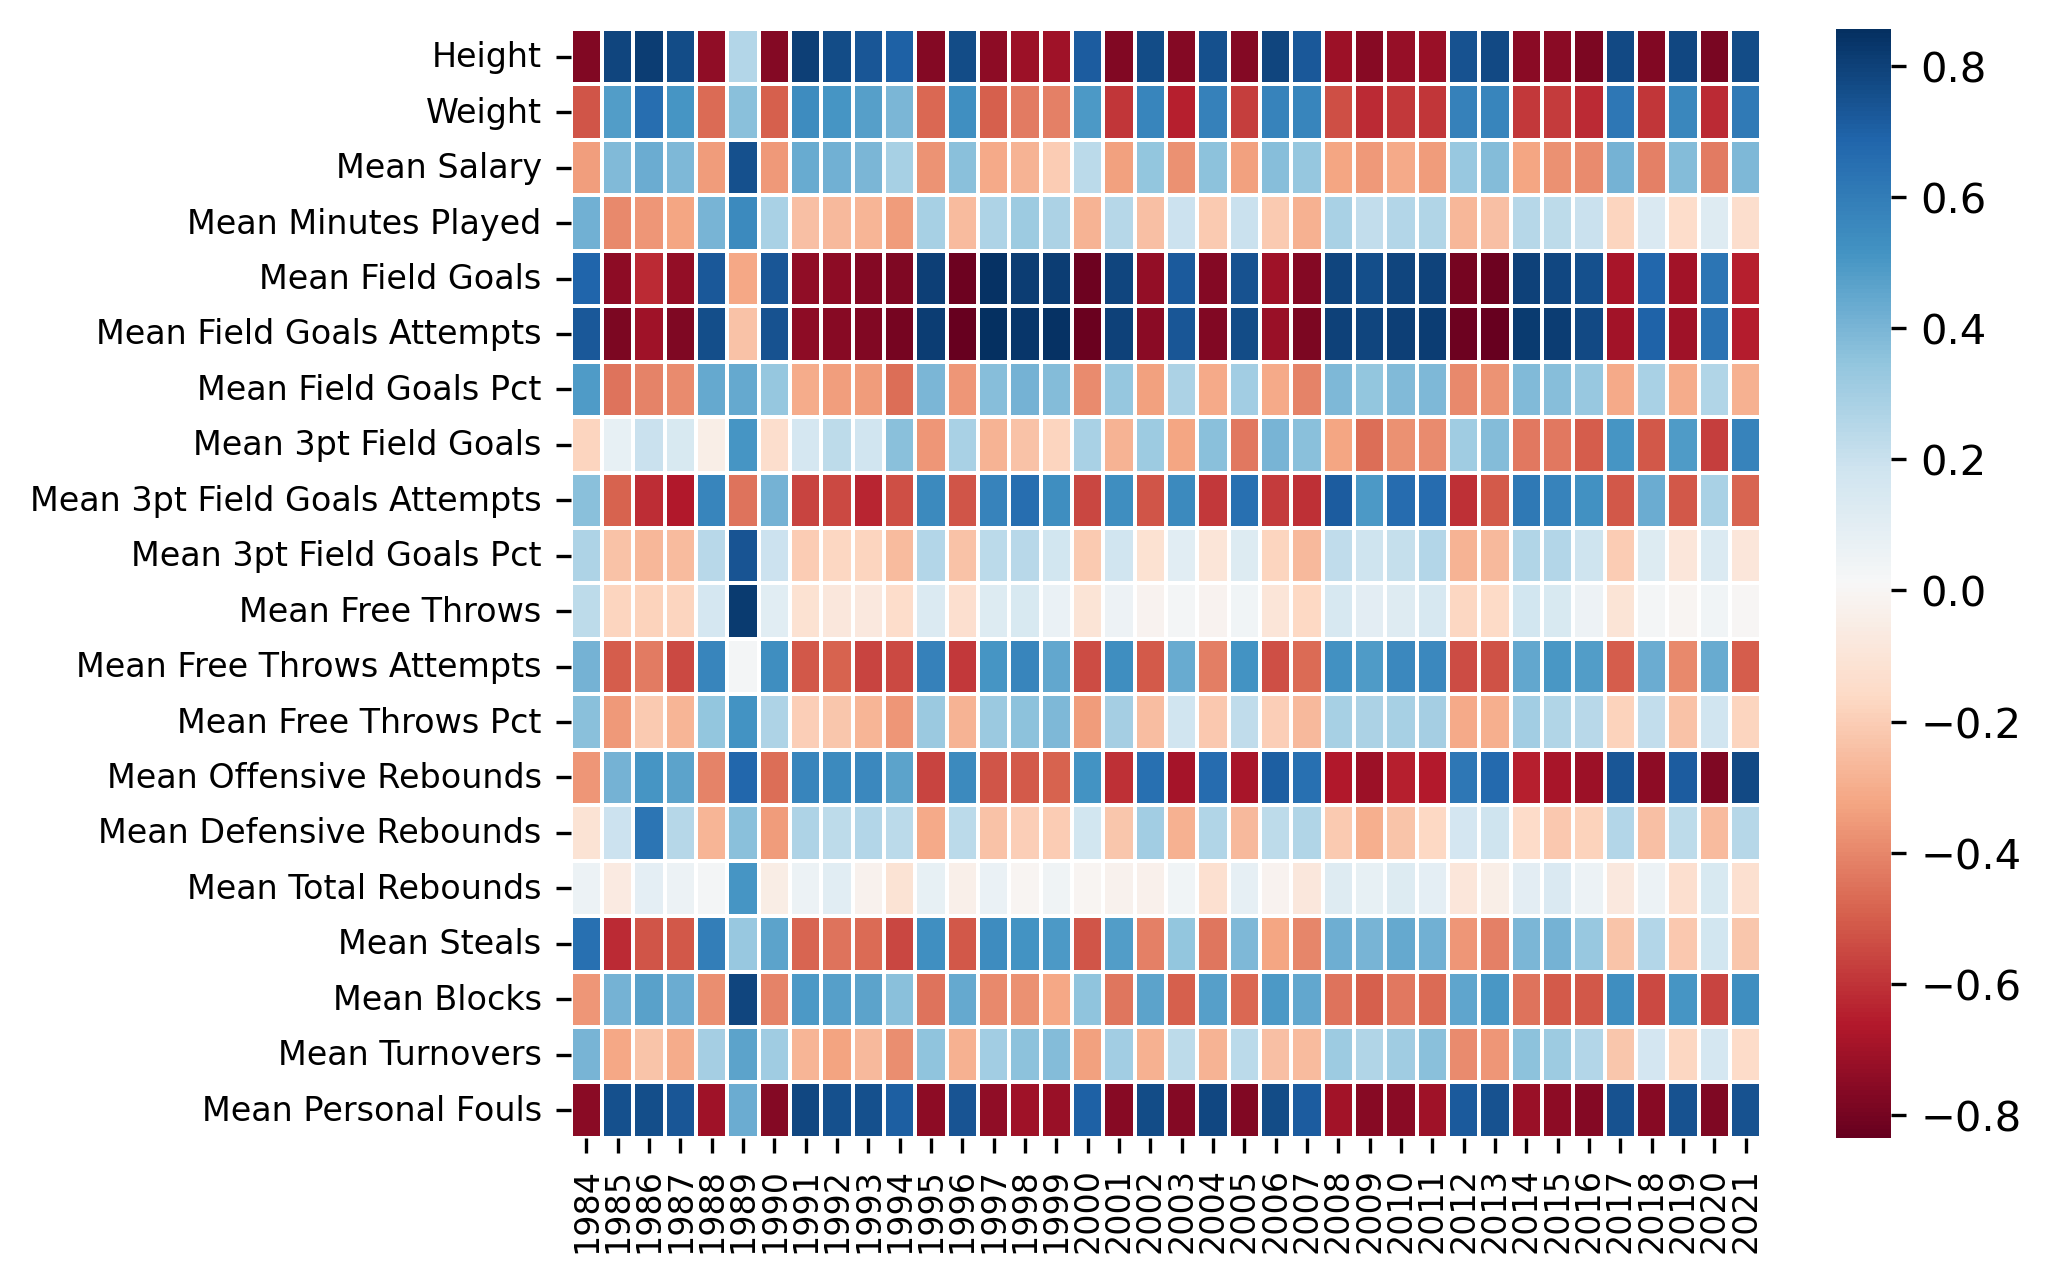 Height
Weight
Mean Salary
Mean Minutes Played
Mean Field Goals
Mean Field Goals Attempts
Mean Field Goals Pct
Mean 3pt Field Goals
Mean 3pt Field Goals Attempts
Mean 3pt Field Goals Pct
Mean Free Throws
Mean Free Throws Attempts
Mean Free Throws Pct
Mean Offensive Rebounds
Mean Defensive Rebounds
Mean Total Rebounds
Mean Steals
Mean Blocks
Mean Turnovers
Mean Personal Fouls
1984
1985
1986
1987
1988
1989
1990
1991
1992
1993
1994
1995
1996
1997
1998
1999
2000
2001
2002
2003
2004
2005
2006
2007
2008
2009
2010
2011
2012
2013
2014
2015
2016
2017
2018
2019
2020
2021
0.8
0.6
0.4
0.2
0.0
−0.2
−0.4
−0.6
−0.8